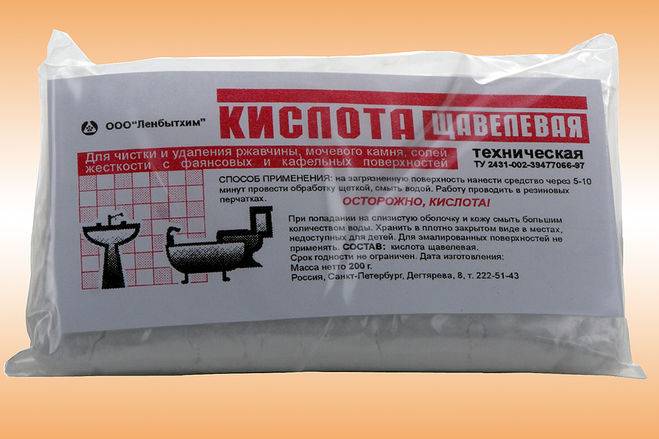 ООО"Ленбытхим"
КИСЛОТА ЩАВЕЛЕВАЯ
Для чистки и удаления ржавчины, мочевого камня, солей
жесткости с фаянсовых и кафельных поверхностей
техническая
ТУ 2431-002-39477066-97
СПОСОБ ПРИМЕНЕНИЯ: на загрязненную поверхность нанести средство через 5-10
минут провести обработку щеткой, смыть водой. Работу проводить в резиновых
перчатках.
ОСТОРОЖНО, КИСЛОТА!
При попадании на слизистую оболочку и кожу смыть большим
количеством воды. Хранить в плотно закрытом виде в местах,
недоступных для детей. Для эмалированных поверхностей не
применять. СОСТАВ: кислота щавелевая.
Срок годности не ограничен. Дата изготовления:
Масса нетто 200 г.
Россия, Санкт-Петербург, Дегтярева, 8, т. 222-51-43